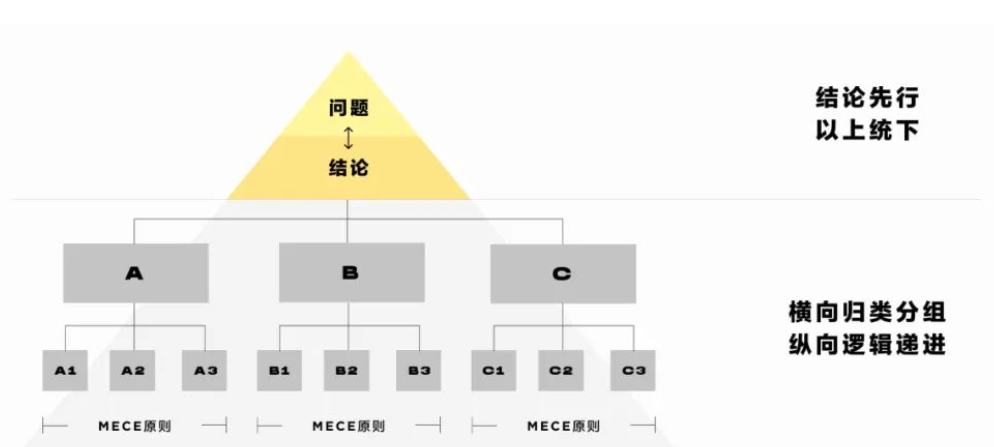 问题
结论
结论先行
以上统下
A
B
C
横向归类分组
纵向逻辑递进
A1
A2
A3
B1
B2
B3
C1
C2
C3
MECE原则
MECE原则
MECE原则